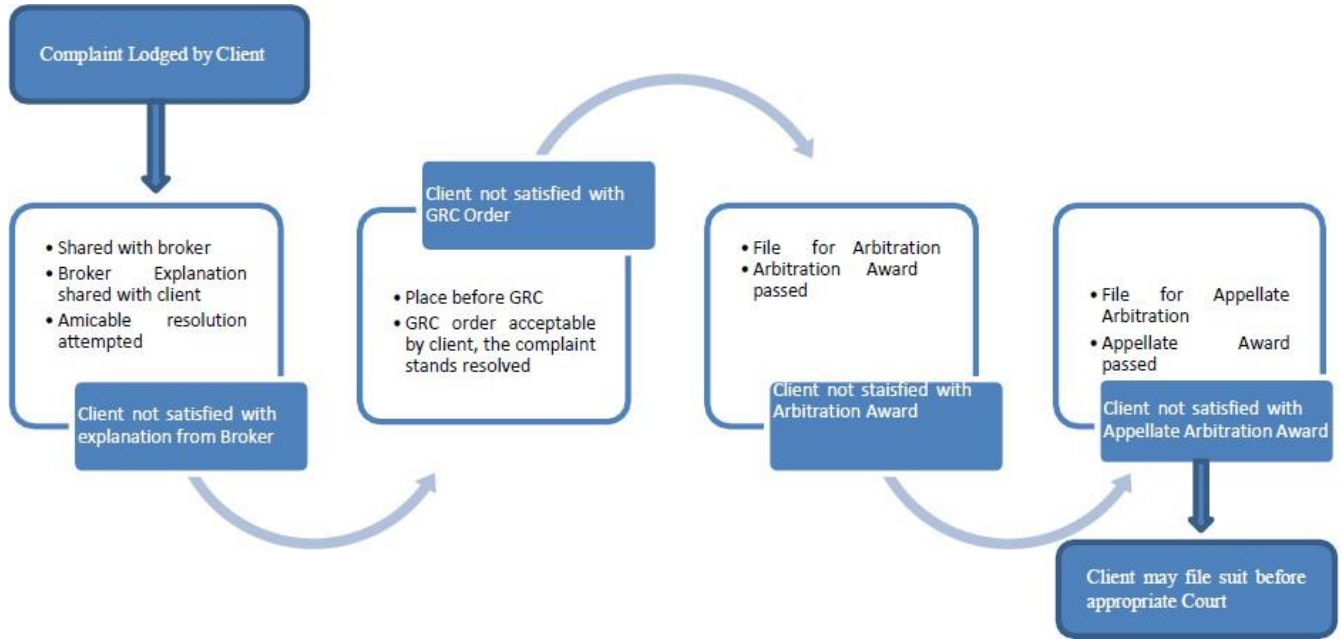 Complaint Lodged by Client
• Shared with broker
• Broker Explanation
shared with client
• Amicable resolution
attempted
Client not satisfied with
explanation from Broker
Client not satisfied with
GRC Order
• Place before GRC
• GRC order acceptable
by client, the complaint
stands resolved
• File for Arbitration
• Arbitration Award
passed
Client not staisfied with
Arbitration Award
• File for Appellate
Arbitration
• Appellate Award
passed
Client not satisfied with
Appellate Arbitration Award
Client may file suit before
appropriate Court